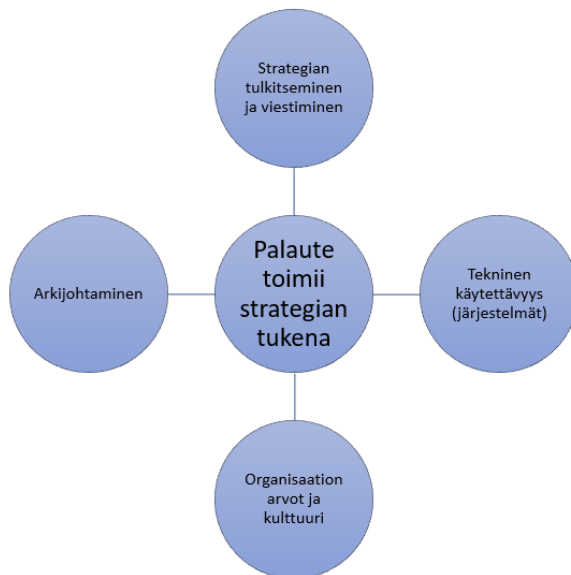 Strategian
tulkitseminen
ja viestiminen
Arkijohtaminen
Palaute
toimii
strategian
tukena
Tekninen
käytettävyys
(järjestelmät)
Organisaation
arvot ja
kulttuuri